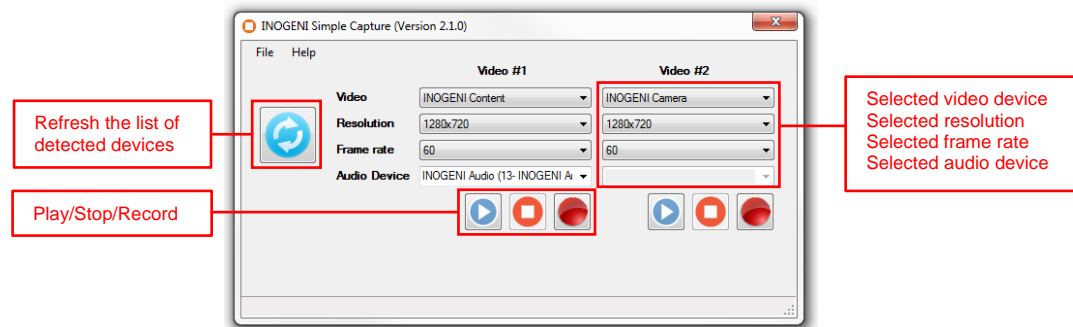 INOGENI Simple Capture (Version 2.1.0)
x
File Help
Video #1 Video #2
Video INOGENI Content INOGENI Camera
Resolution 1280x720 1280x720
Frame rate 60 60
Audio Device INOGENI Audio (13- INOGENI
Refresh the list of
detected devices
Play/Stop/Record
Selected video device
Selected resolution
Selected frame rate
Selected audio device